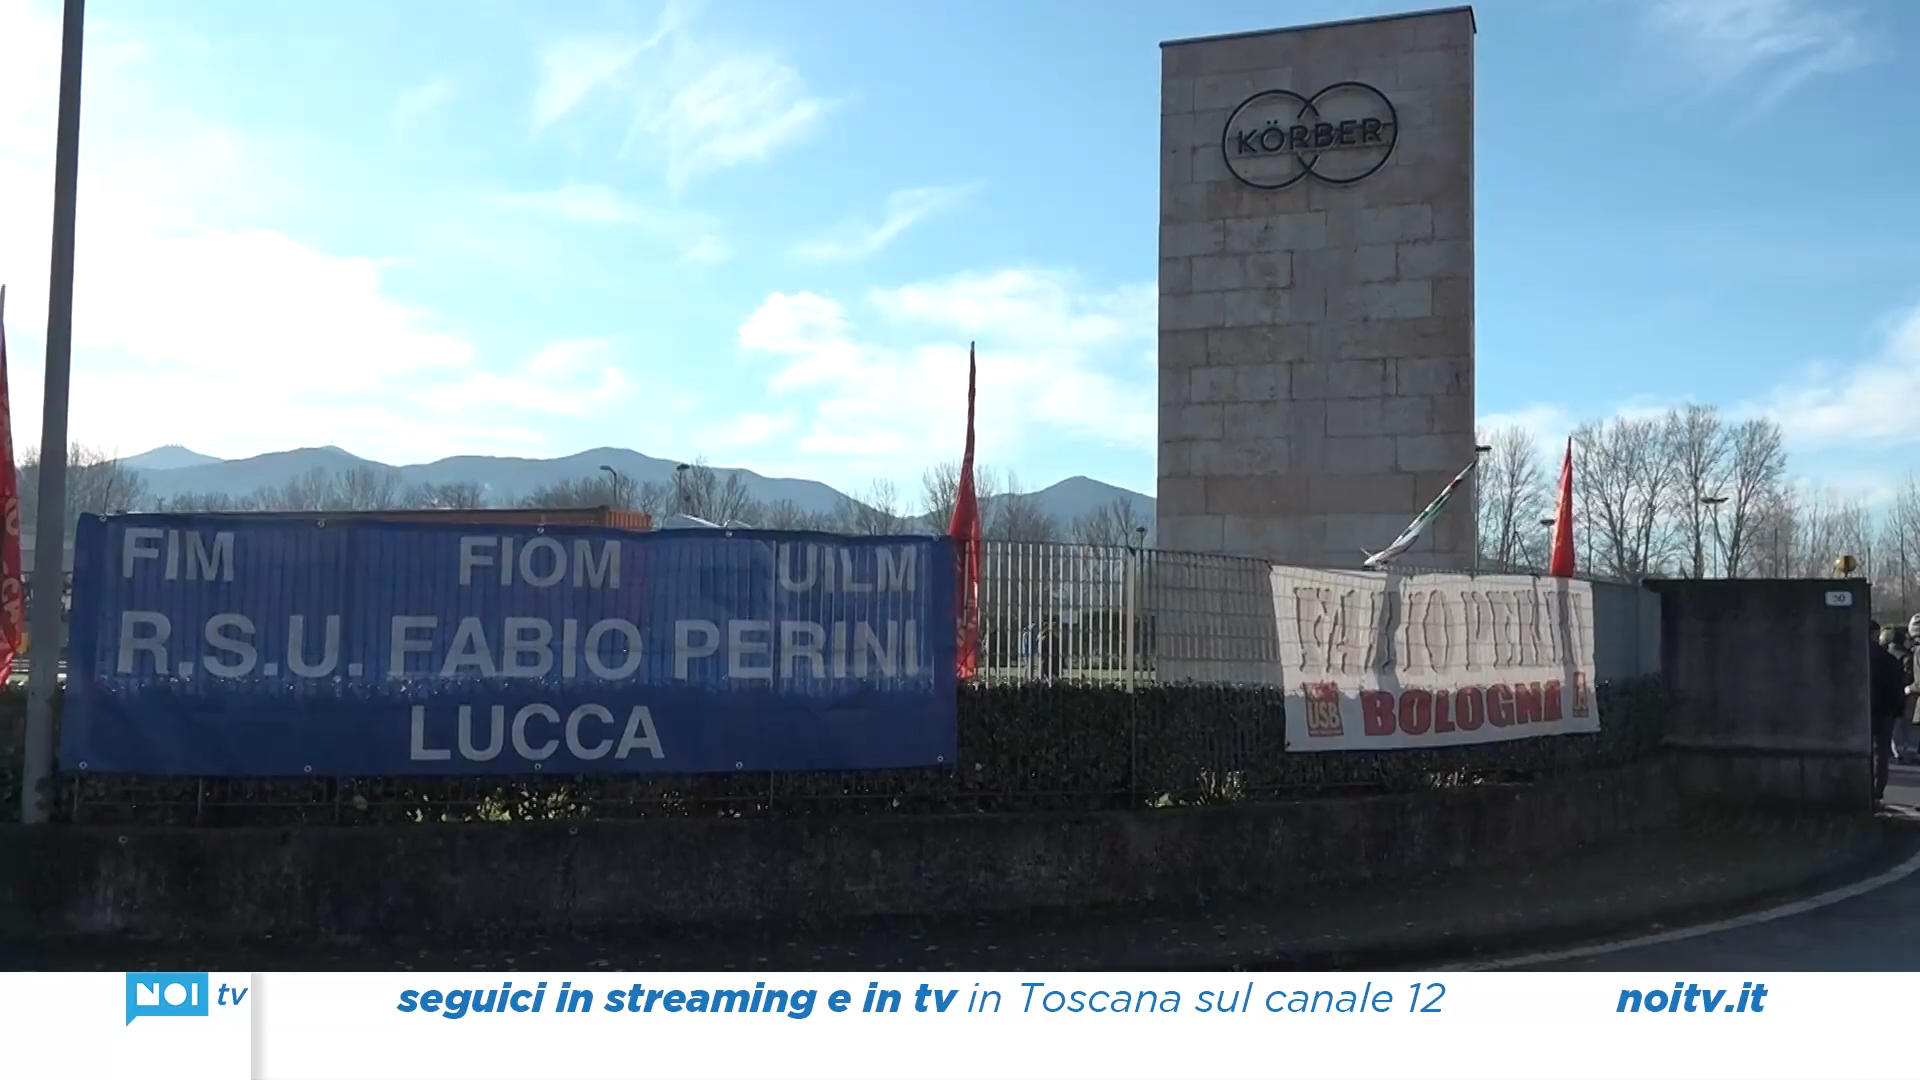 KÖRBER
FIM FIOM UILM
R.S.U. FABIO PERINI
LUCCA
FABIO PERINI
USB BOLOGNA
50
NOI tv
seguici in streaming e in tv in Toscana sul canale 12
noitv.it